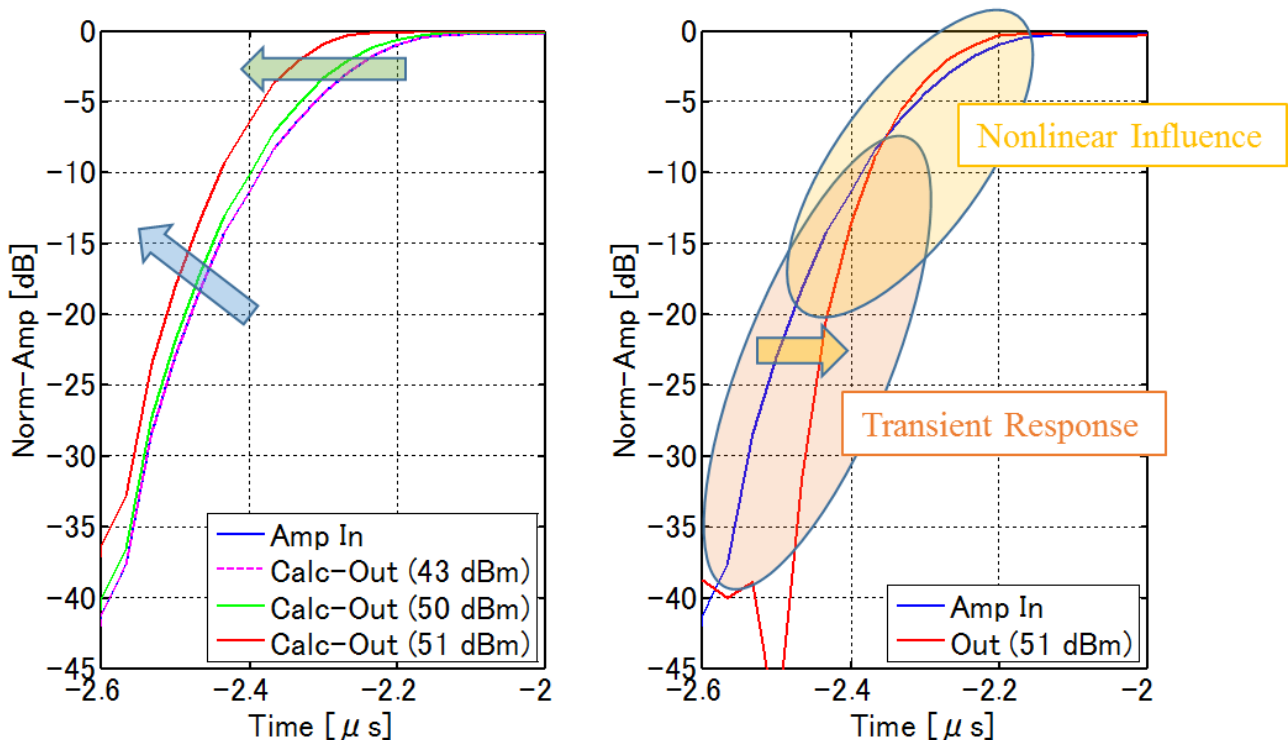 0
-5
-10
-15
-20
-25
-30
-35
-40
-45
Norm-Amp [dB]
Amp In
Calc-Out (43 dBm)
Calc-Out (50 dBm)
Calc-Out (51 dBm)
-2.6
-2.4
-2.2
-2
Time [μs]
0
-5
-10
-15
-20
-25
-30
-35
-40
-45
Norm-Amp [dB]
Nonlinear Influence
Transient Response
Amp In
Out (51 dBm)
-2.6
-2.4
-2.2
-2
Time [μs]